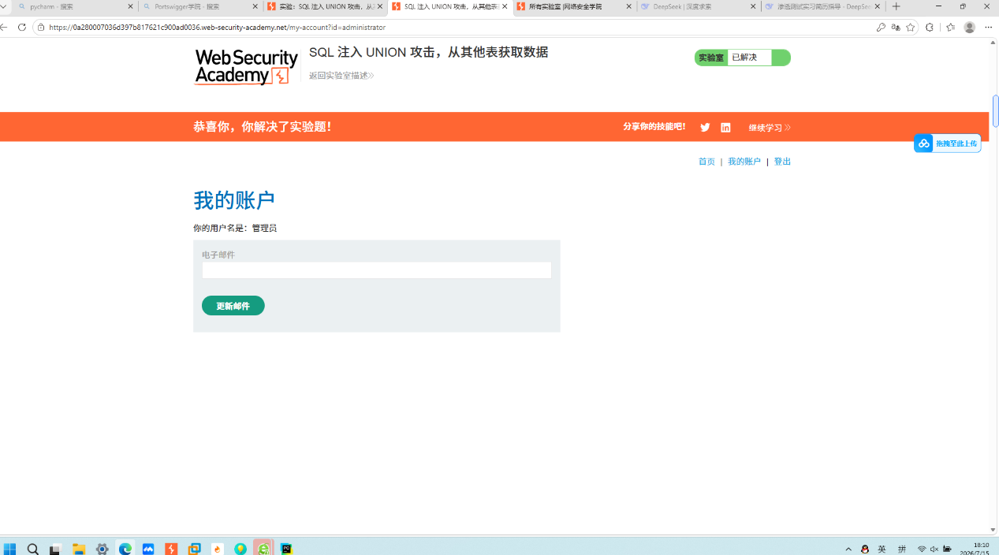 pycharm - 搜索
Portswigger学院 - 搜索
实验：SQL 注入 UNION 攻击，从
SQL 注入 UNION 攻击，从其他表
所有实验室 |网络安全学院
DeepSeek | 深度求索
渗透测试实习简历指导 - DeepSee
https://0a280007036d397b817621c900ad0036.web-security-academy.net/my-account?id=administrator
Web Security
Academy
SQL 注入 UNION 攻击，从其他表获取数据
返回实验室描述
实验室 已解决
恭喜你，你解决了实验题！
分享你的技能吧！
继续学习
拖拽至此上传
首页 | 我的账户 | 登出
我的账户
你的用户名是：管理员
电子邮件
更新邮件
英 拼
18:10
2026/7/15